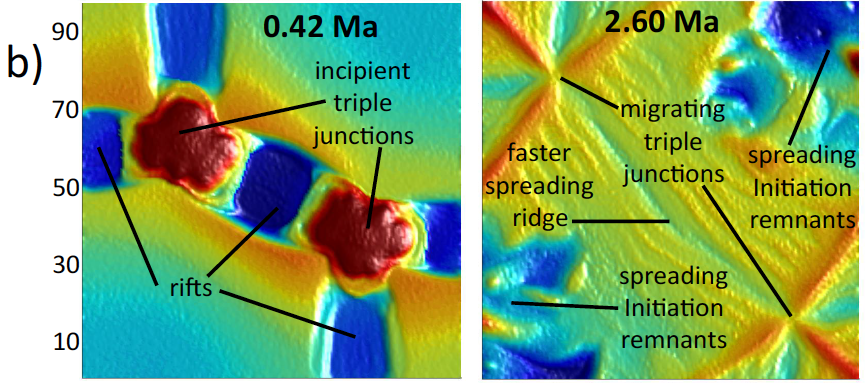 b)
90
70
50
30
10
0.42 Ma
incipient
triple
junctions
rifts
2.60 Ma
migrating
triple
junctions
faster
spreading
ridge
spreading
Initiation
remnants
spreading
Initiation
remnants